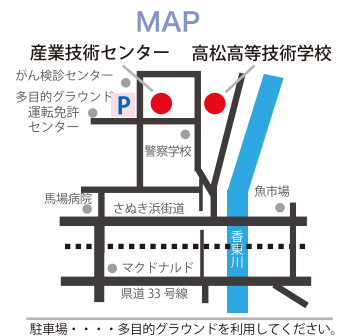 MAP
産業技術センター
高松高等技術学校
がん検診センター
多目的グラウンド
P
運転免許
センター
警察学校
馬場病院
魚市場
さぬき浜街道
香東川
マクドナルド
県道 33 号線
駐車場・・・・多目的グラウンドを利用してください。